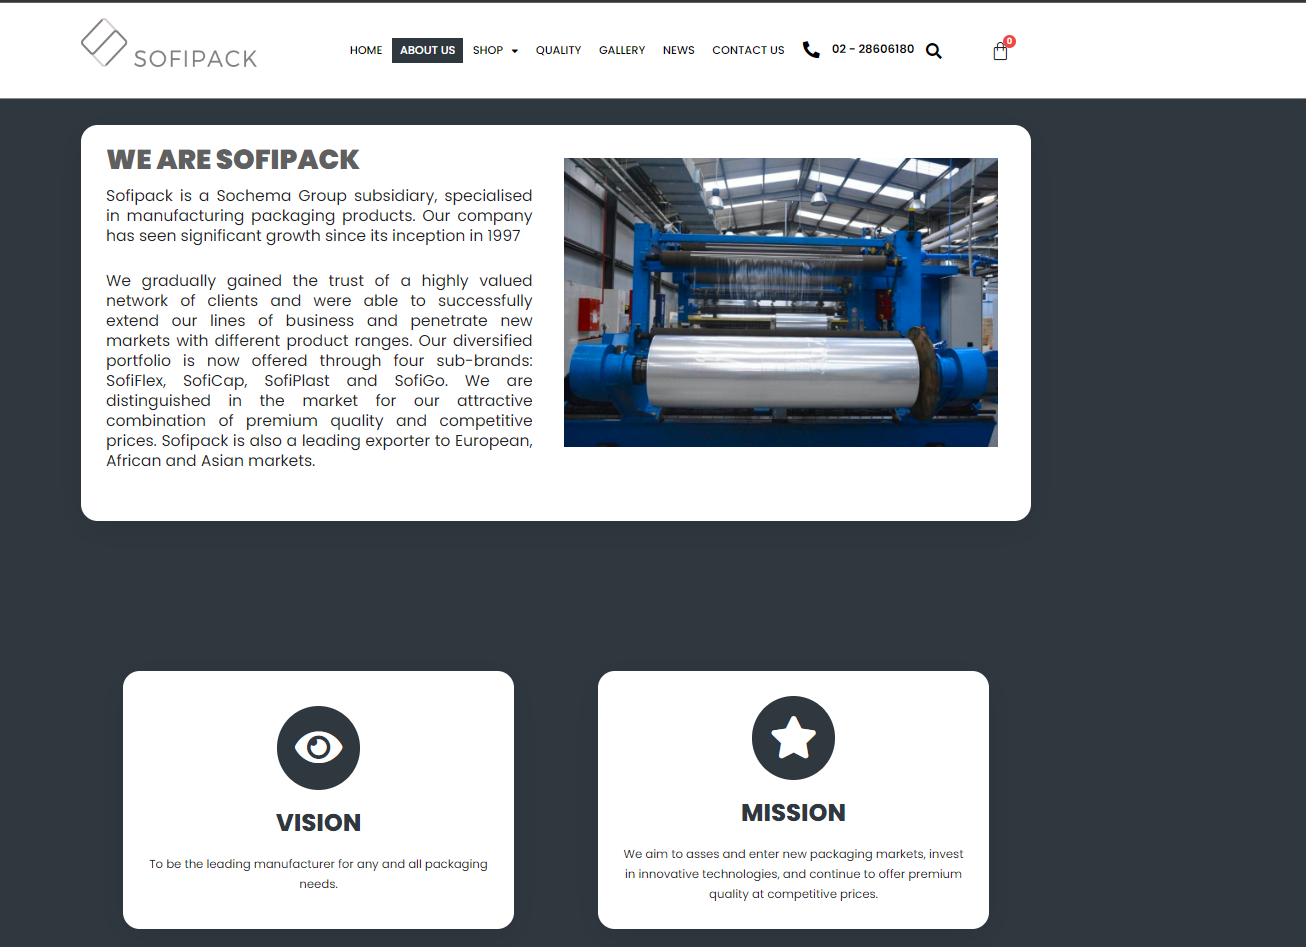 SOFIPACK
HOME ABOUT US SHOP QUALITY GALLERY NEWS CONTACT US 02 - 28606180 0
WE ARE SOFIPACK
Sofipack is a Sochema Group subsidiary, specialised
in manufacturing packaging products. Our company
has seen significant growth since its inception in 1997
We gradually gained the trust of a highly valued
network of clients and were able to successfully
extend our lines of business and penetrate new
markets with different product ranges. Our diversified
portfolio is now offered through four sub-brands:
SofiFlex, SofiCap, SofiPlast and SofiGo. We are
distinguished in the market for our attractive
combination of premium quality and competitive
prices. Sofipack is also a leading exporter to European,
African and Asian markets.
VISION
To be the leading manufacturer for any and all packaging
needs.
MISSION
We aim to asses and enter new packaging markets, invest
in innovative technologies, and continue to offer premium
quality at competitive prices.